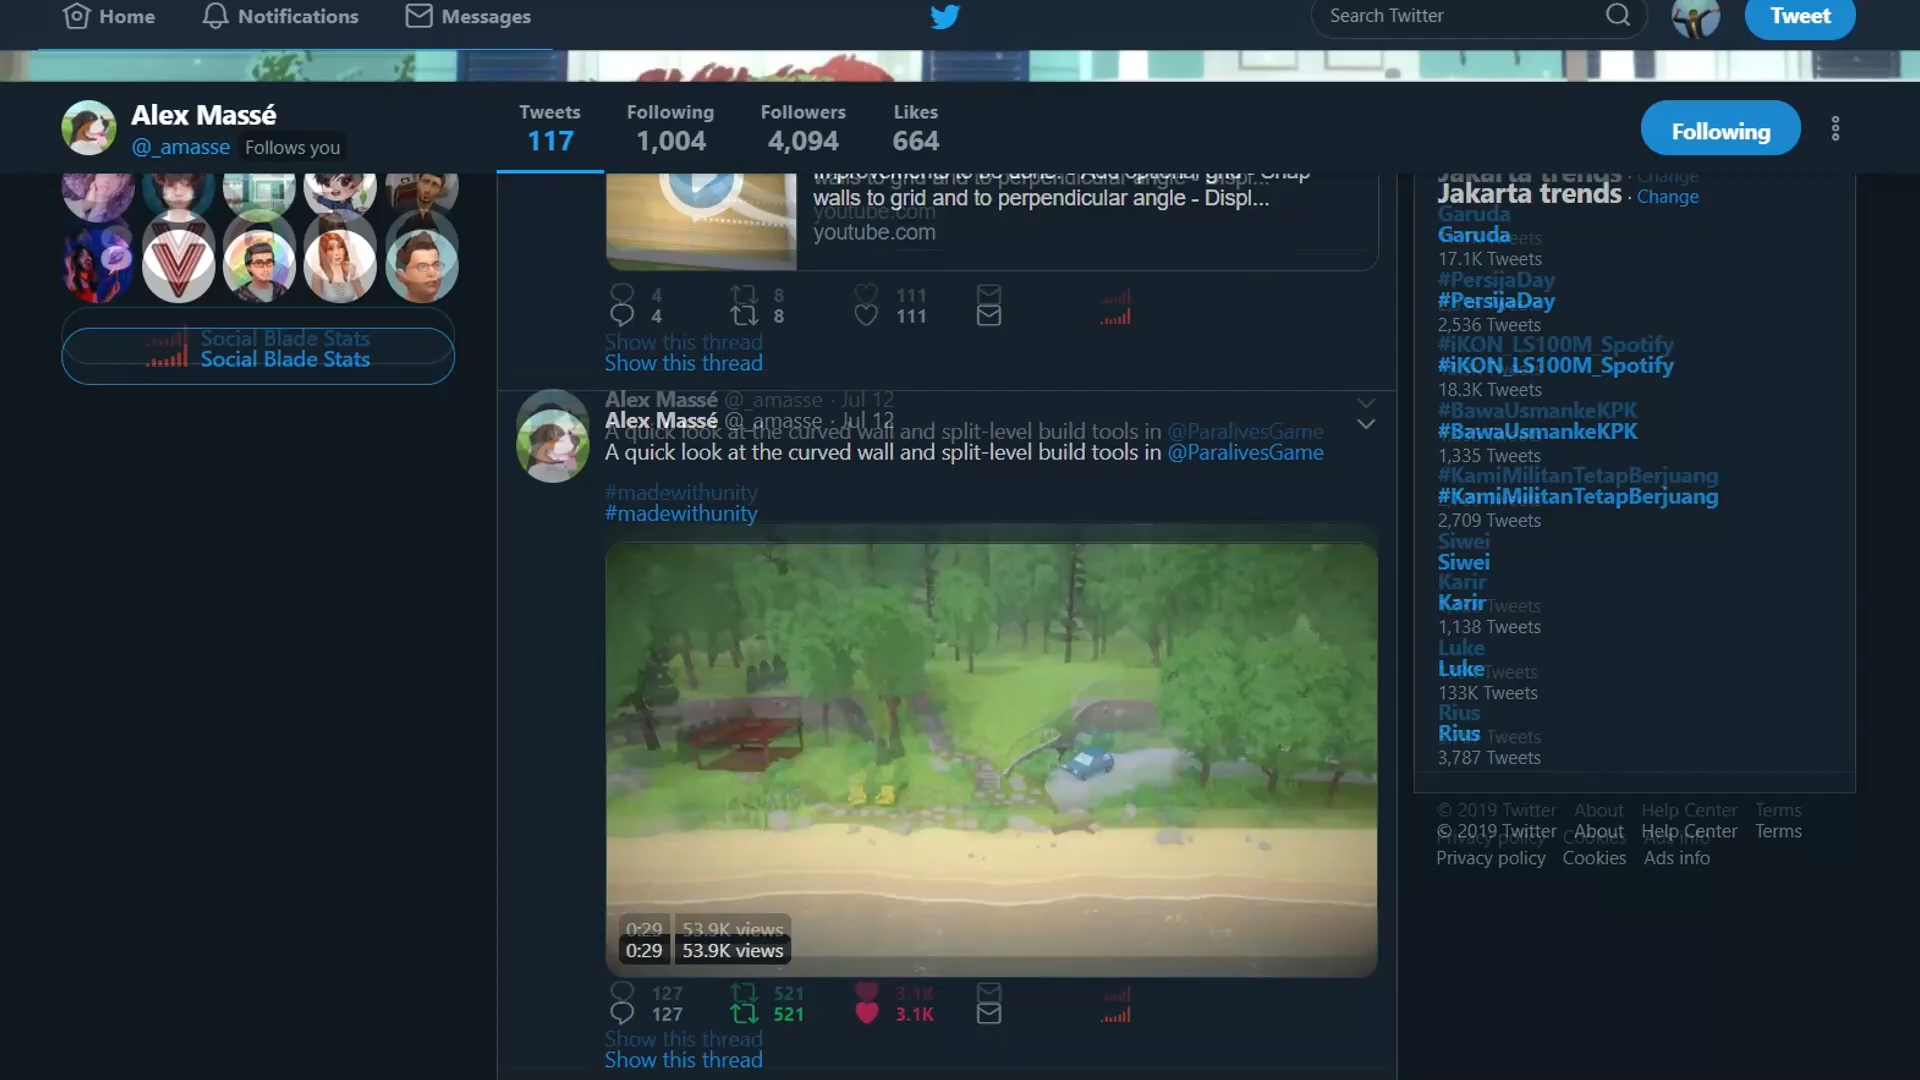 Home
Notifications
Messages
Search Twitter
Tweet
Alex Massé
@_amasse Follows you
Tweets
117
Following
1,004
Followers
4,094
Likes
664
Following
Social Blade Stats
walls to grid and to perpendicular angle - Displ...
youtube.com
4 8 111
Show this thread
Alex Massé @_amasse · Jul 12
A quick look at the curved wall and split-level build tools in @ParalivesGame
#madewithunity
0:29 53.9K views
127 521 3.1K
Show this thread
Jakarta trends · Change
Garuda
17.1K Tweets
#PersijaDay
2,536 Tweets
#iKON_LS100M_Spotify
18.3K Tweets
#BawaUsmankeKPK
1,335 Tweets
#KamiMilitanTetapBerjuang
2,709 Tweets
Siwei
Karir
1,138 Tweets
Luke
133K Tweets
Rius
3,787 Tweets
© 2019 Twitter About Help Center Terms
Privacy policy Cookies Ads info